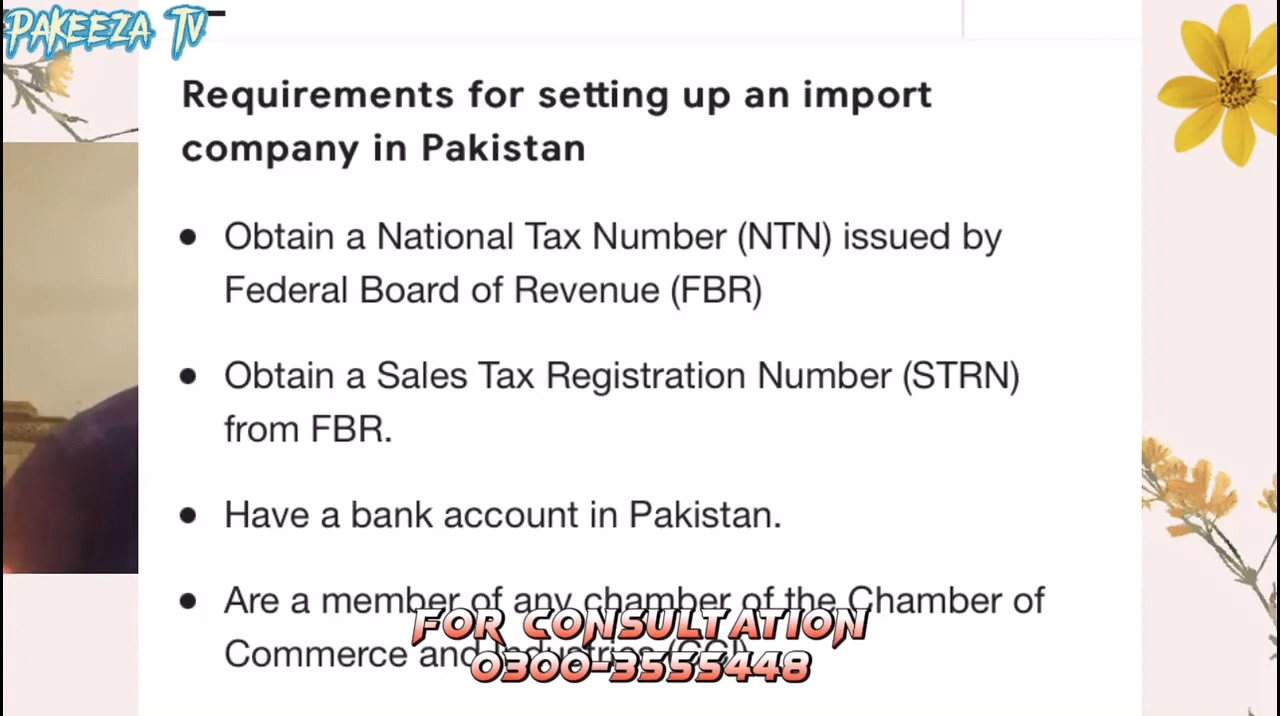 PAKEEZA TV
Requirements for setting up an import
company in Pakistan
• Obtain a National Tax Number (NTN) issued by
Federal Board of Revenue (FBR)
• Obtain a Sales Tax Registration Number (STRN)
from FBR.
• Have a bank account in Pakistan.
• Are a member of any chamber of the Chamber of
Commerce and Industries (CCI)
FOR CONSULTATION
0300-3555448